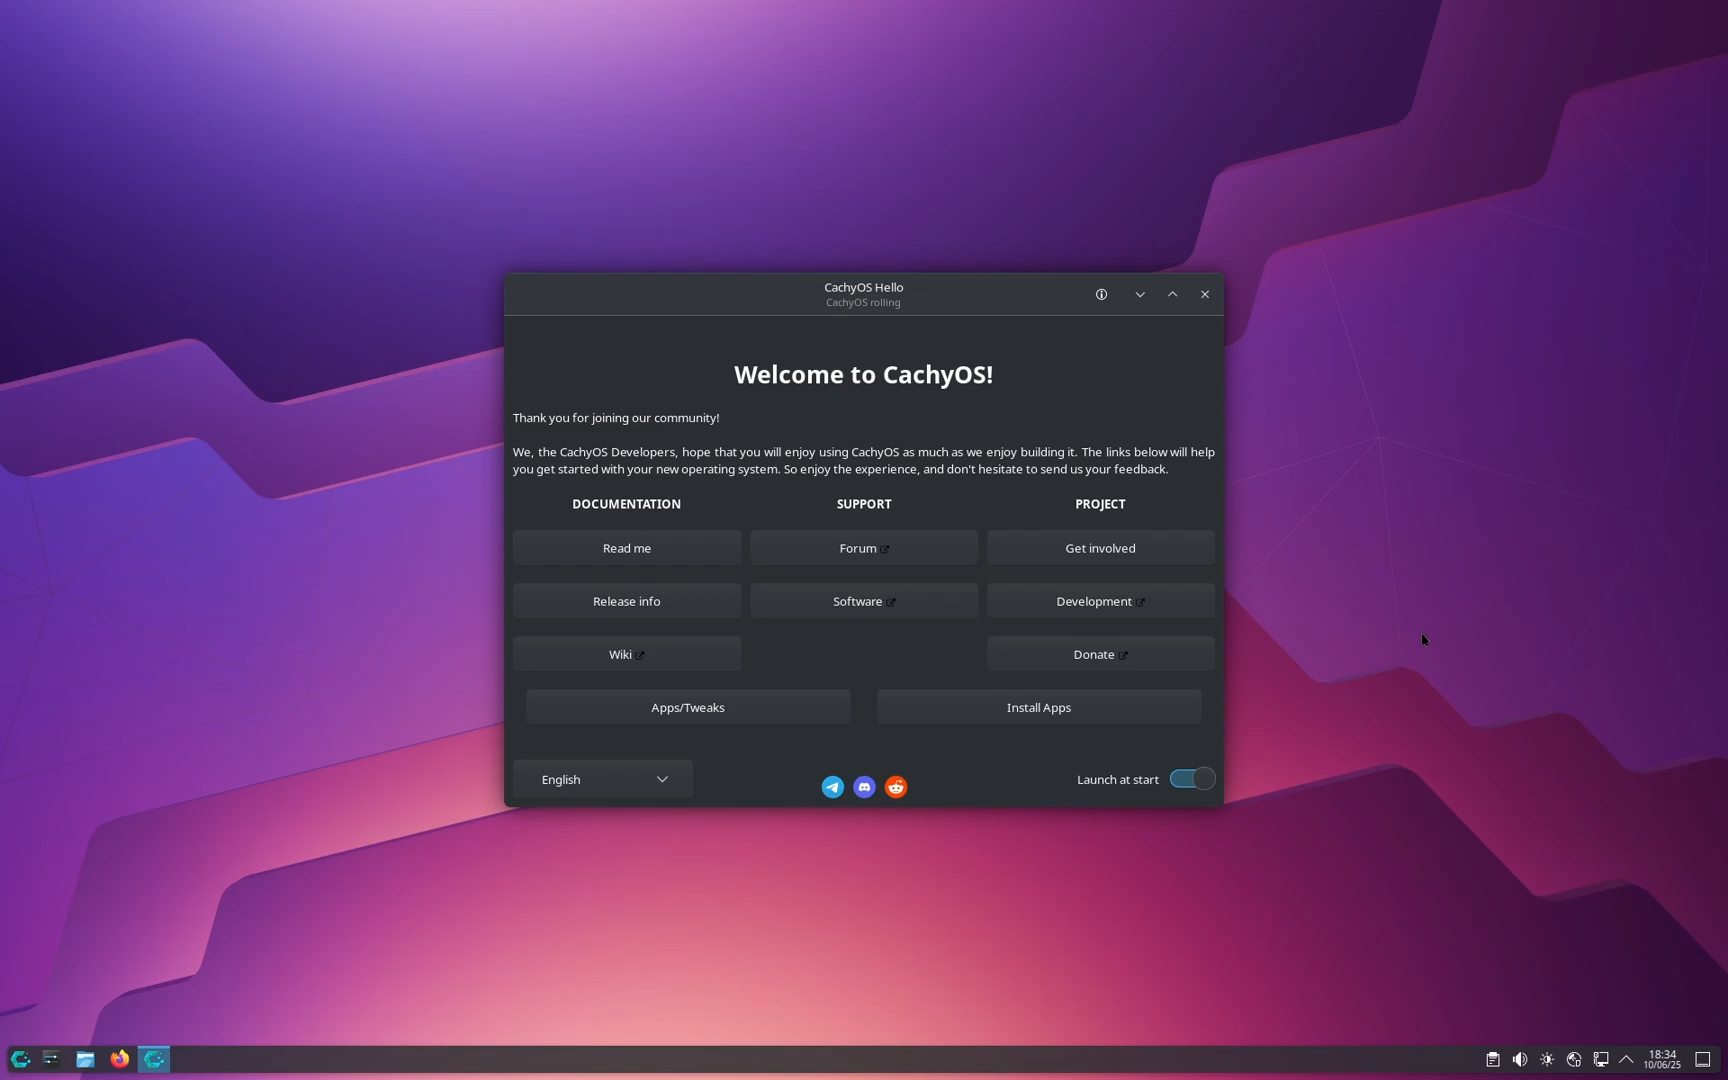 CachyOS Hello
CachyOS rolling
Welcome to CachyOS!
Thank you for joining our community!
We, the CachyOS Developers, hope that you will enjoy using CachyOS as much as we enjoy building it. The links below will help
you get started with your new operating system. So enjoy the experience, and don't hesitate to send us your feedback.
DOCUMENTATION
SUPPORT
PROJECT
Read me
Forum
Get involved
Release info
Software
Development
Wiki
Donate
Apps/Tweaks
Install Apps
English
Launch at start
18:34
10/06/25